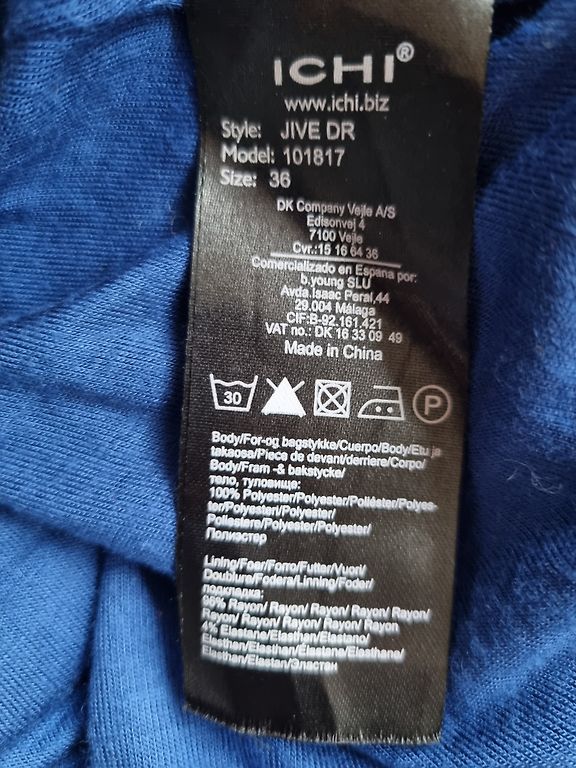 ICHI®
www.ichi.biz
Style: JIVE DR
Model: 101817
Size: 36
DK Company Vejle A/S
Edisonvej 4
7100 Vejle
Cvr.:15 16 64 36
Comercializado en Espana por:
b.young SLU
Avda.Isaac Peral,44
29.004 Málaga
CIF:B-92.161.421
VAT no.: DK 16 33 09 49
Made in China
30 P
Body/For-og bagstykke/Cuerpo/Body/Etu ja
takaosa/Piece de devant/derriere/Corpo/
Body/Fram -& bakstycke/
тело, туловище:
100% Polyester/Polyester/Poliéster/Polyes-
ter/Polyesteri/Polyester/
Poliestere/Polyester/Polyester/
Полиэстер
Lining/Foer/Forro/Futter/Vuori/
Doublure/Fodera/Linning/Foder/
подкладка:
96% Rayon/ Rayon/ Rayon/ Rayon/ Rayon/
Rayon/ Rayon/ Rayon/ Rayon/ Rayon
4% Elastane/Elasthan/Elastano/
Elasthan/Elasthan/Élastane/Elasthane/
Elasthan/Elastan/Эластан